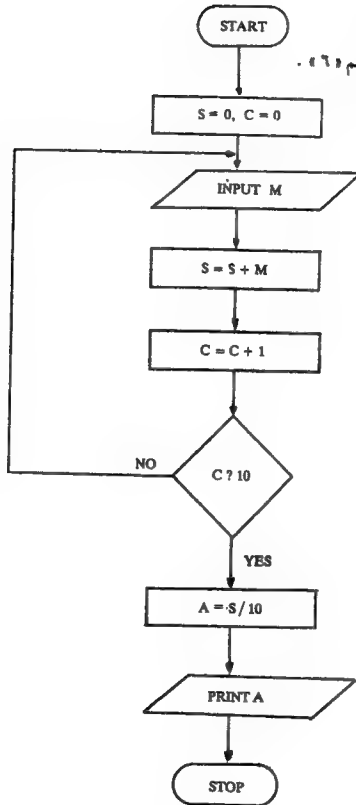 START
S = 0, C = 0
INPUT M
S = S + M
C = C + 1
C ? 10
NO
YES
A = S / 10
PRINT A
STOP